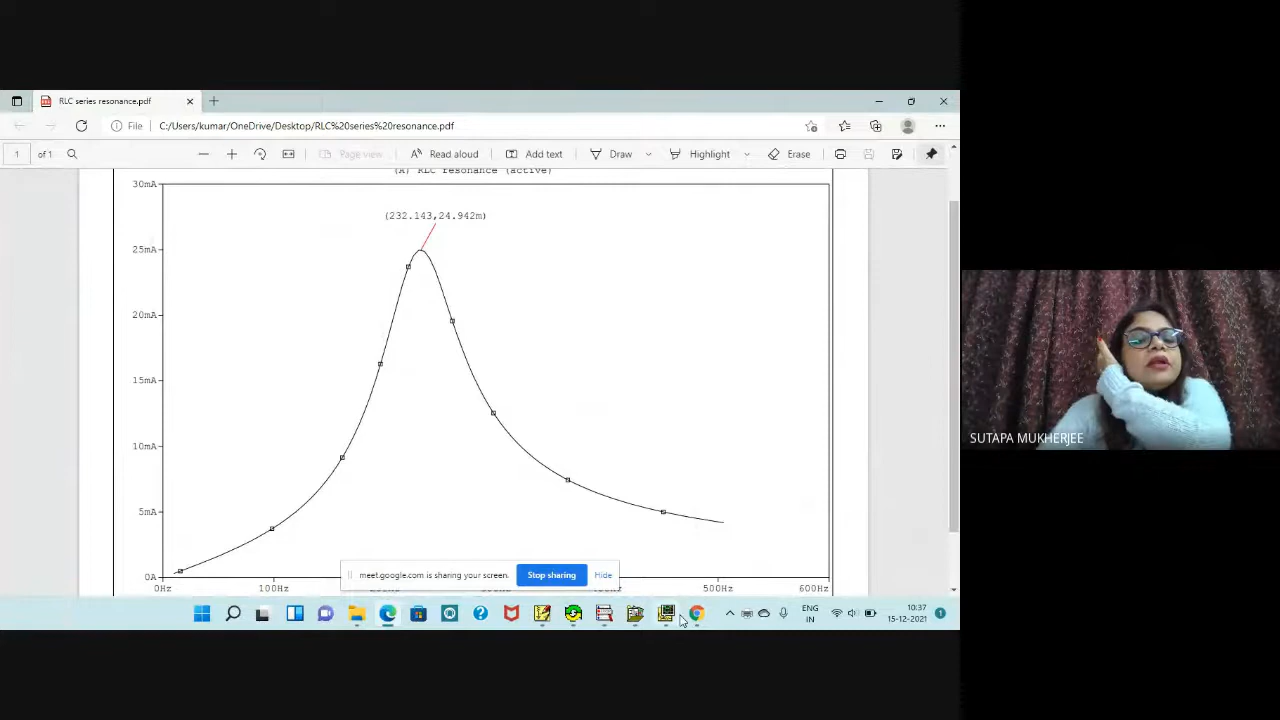 RLC series resonance.pdf
File C:/Users/kumar/OneDrive/Desktop/RLC%20series%20resonance.pdf
1 of 1 Page view Read aloud Add text Draw Highlight Erase
(A) RLC resonance (active)
30mA
(232.143,24.942m)
25mA
20mA
15mA
10mA
5mA
0A
0Hz 100Hz 500Hz 600Hz
meet.google.com is sharing your screen. Stop sharing Hide
ENG
IN
10:37
15-12-2021
1
SUTAPA MUKHERJEE